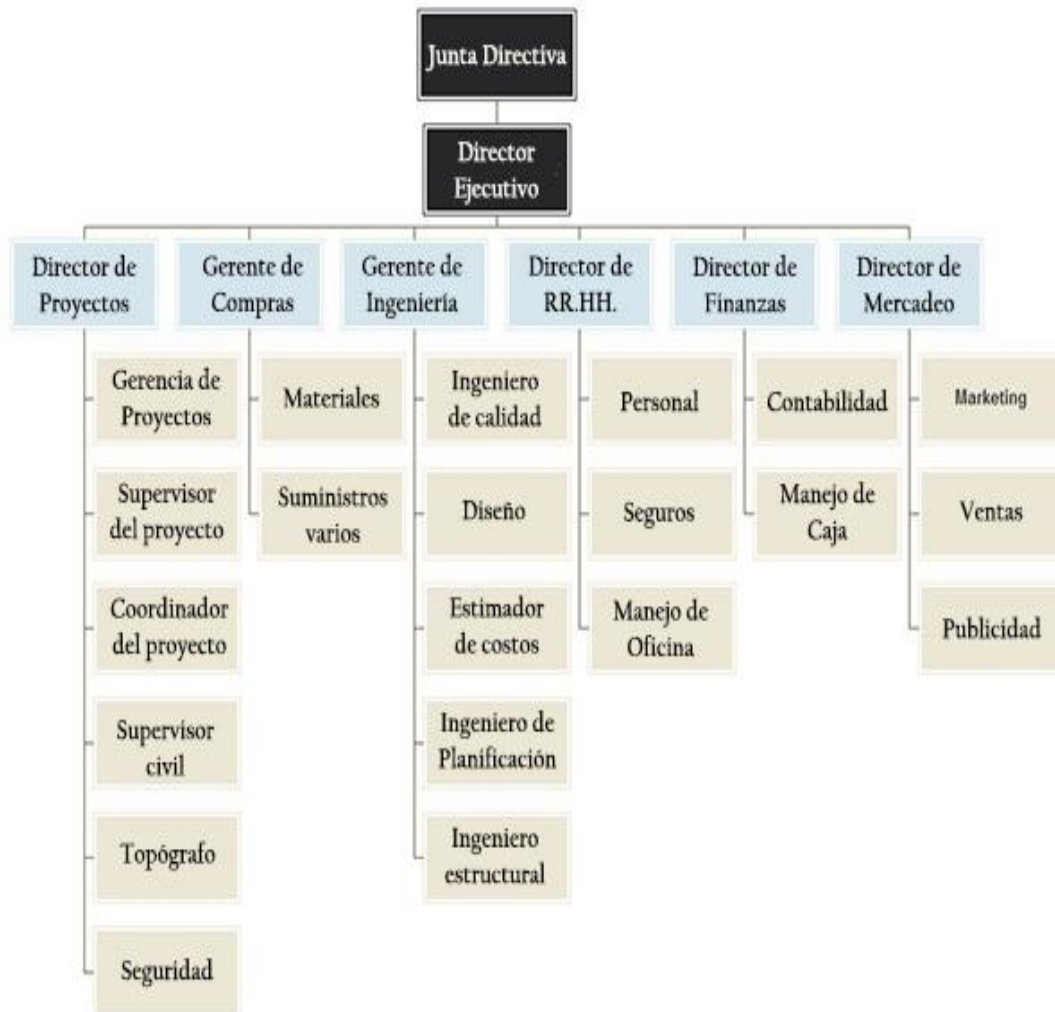 Junta Directiva
Director
Ejecutivo
Director de
Proyectos
Gerente de
Compras
Gerente de
Ingeniería
Director de
RR.HH.
Director de
Finanzas
Director de
Mercadeo
Gerencia de
Proyectos
Supervisor
del proyecto
Coordinador
del proyecto
Supervisor
civil
Topógrafo
Seguridad
Materiales
Suministros
varios
Ingeniero
de calidad
Diseño
Estimador
de costos
Ingeniero de
Planificación
Ingeniero
estructural
Personal
Seguros
Manejo de
Oficina
Contabilidad
Manejo de
Caja
Marketing
Ventas
Publicidad